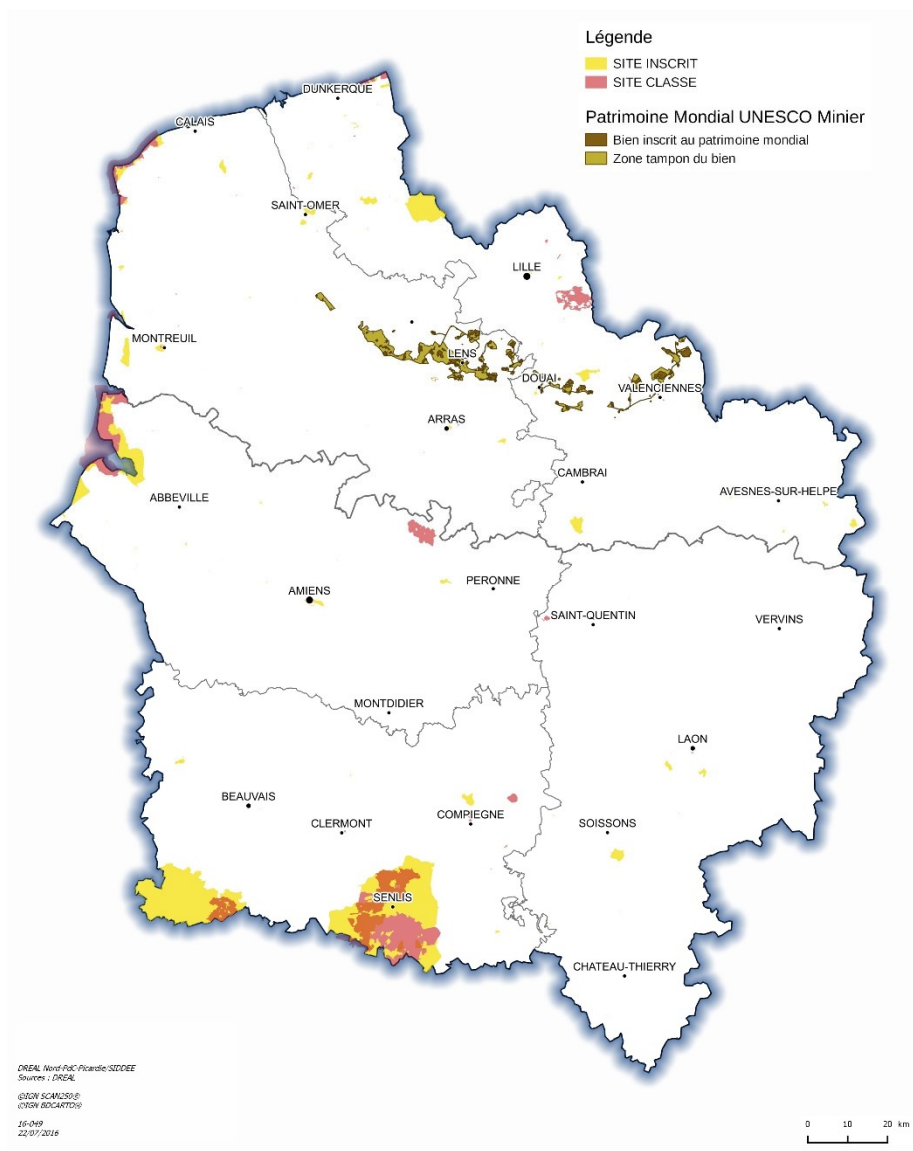 Légende
SITE INSCRIT
SITE CLASSE
Patrimoine Mondial UNESCO Minier
Bien inscrit au patrimoine mondial
Zone tampon du bien
DUNKERQUE
CALAIS
SAINT-OMER
LILLE
MONTREUIL
LENS
DOUAI
VALENCIENNES
ARRAS
CAMBRAI
AVESNES-SUR-HELPE
ABBEVILLE
PERONNE
AMIENS
SAINT-QUENTIN
VERVINS
MONTDIDIER
LAON
BEAUVAIS
COMPIEGNE
CLERMONT
SOISSONS
SENLIS
CHATEAU-THIERRY
DREAL Nord-PdC-Picardie/SIDDEE
Sources : DREAL
©IGN SCAN250®
©IGN BDCARTO®
16-049
22/07/2016
0 10 20 km